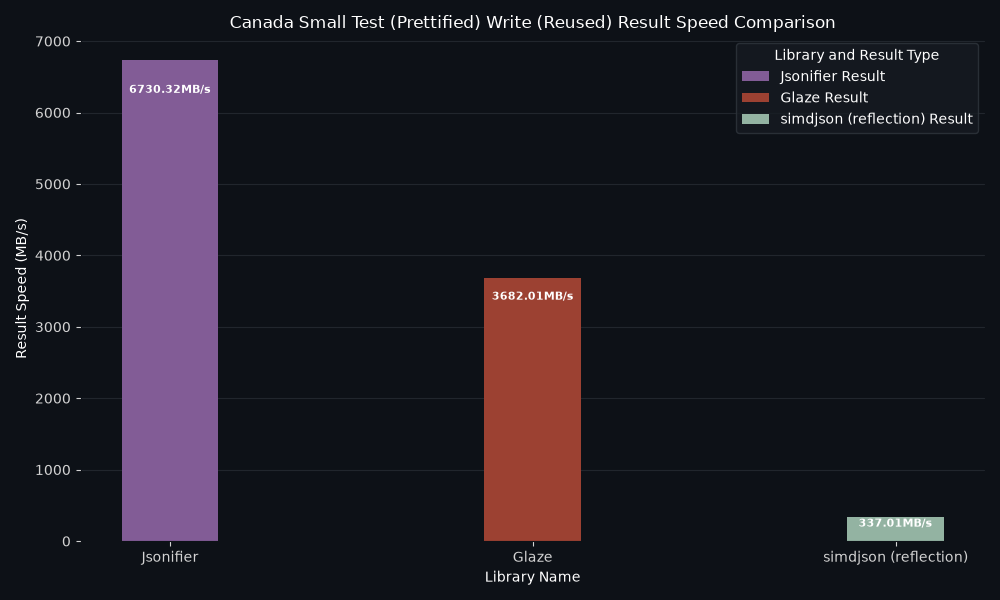 Canada Small Test (Prettified) Write (Reused) Result Speed Comparison
Library and Result Type
Jsonifier Result
Glaze Result
simdjson (reflection) Result
Result Speed (MB/s)
7000
6000
5000
4000
3000
2000
1000
0
6730.32MB/s
3682.01MB/s
337.01MB/s
Jsonifier
Glaze
simdjson (reflection)
Library Name